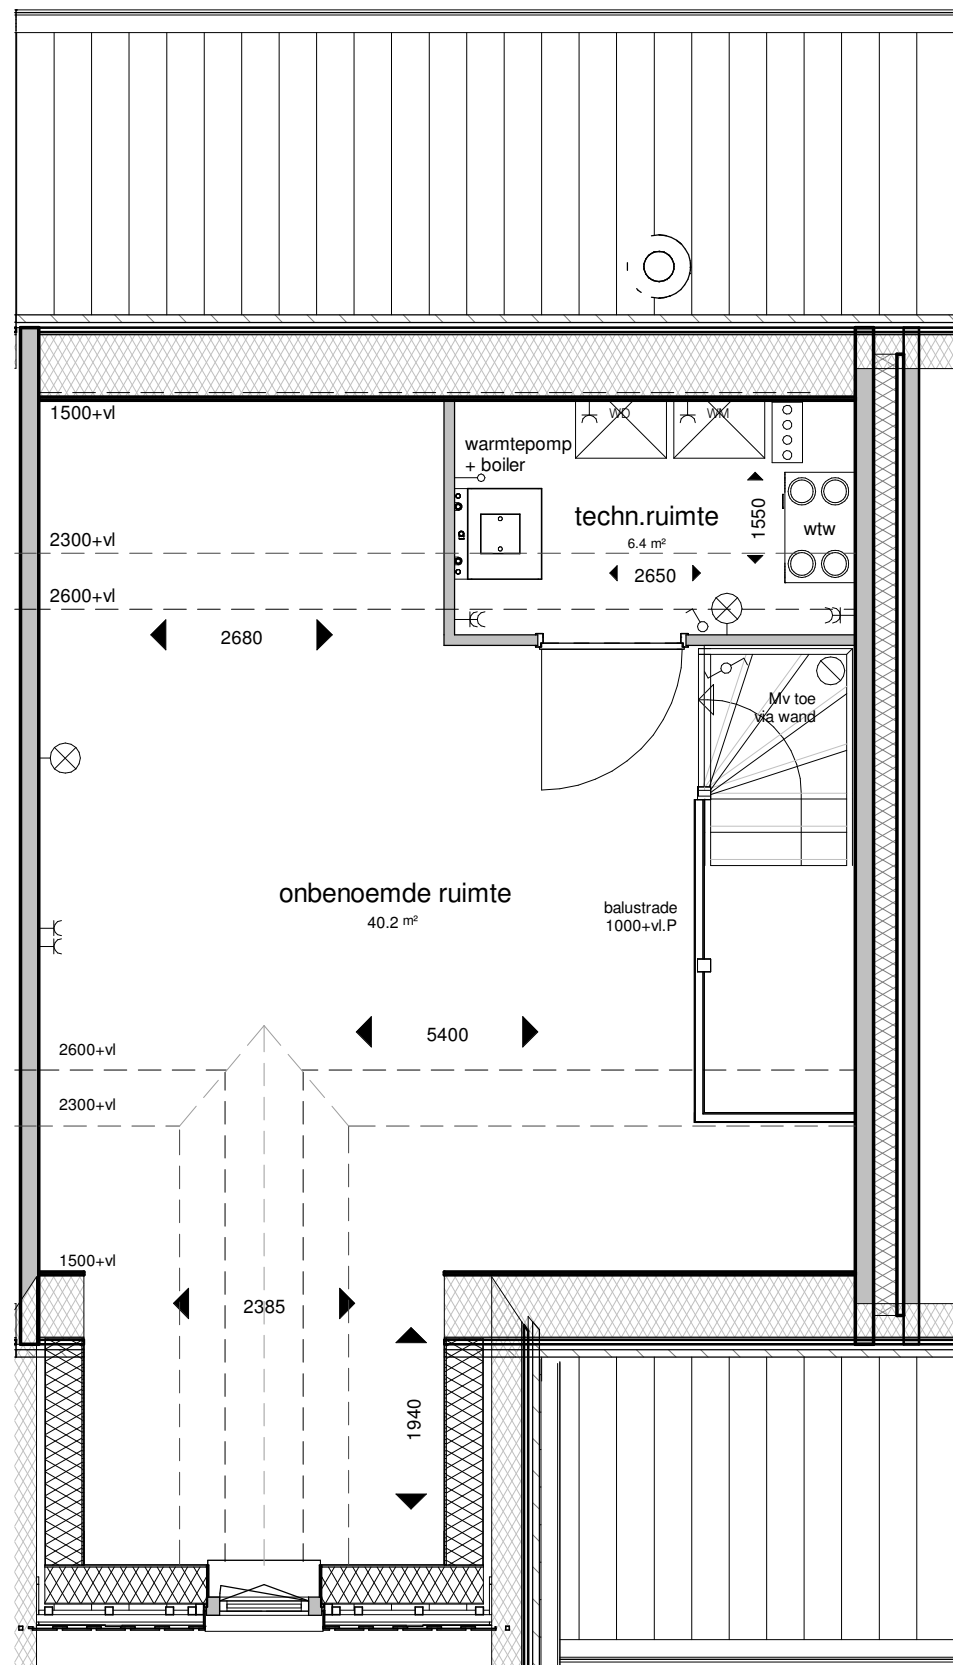 1500+vl
WD
WM
warmtepomp
+ boiler
techn.ruimte
6.4 m²
1550
wtw
2300+vl
2650
2600+vl
2680
Mv toe
via wand
onbenoemde ruimte
40.2 m²
balustrade
1000+vl.P
5400
2600+vl
2300+vl
1500+vl
2385
1940